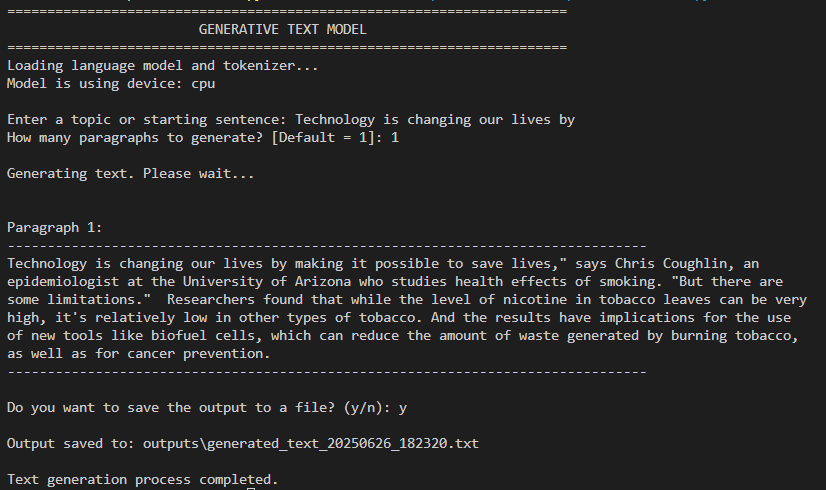 ======================================================================
GENERATIVE TEXT MODEL
======================================================================
Loading language model and tokenizer...
Model is using device: cpu
Enter a topic or starting sentence: Technology is changing our lives by
How many paragraphs to generate? [Default = 1]: 1
Generating text. Please wait...
Paragraph 1:
--------------------------------------------------------------------------------
Technology is changing our lives by making it possible to save lives," says Chris Coughlin, an
epidemiologist at the University of Arizona who studies health effects of smoking. "But there are
some limitations."  Researchers found that while the level of nicotine in tobacco leaves can be very
high, it's relatively low in other types of tobacco. And the results have implications for the use
of new tools like biofuel cells, which can reduce the amount of waste generated by burning tobacco,
as well as for cancer prevention.
--------------------------------------------------------------------------------
Do you want to save the output to a file? (y/n): y
Output saved to: outputs\generated_text_20250626_182320.txt
Text generation process completed.